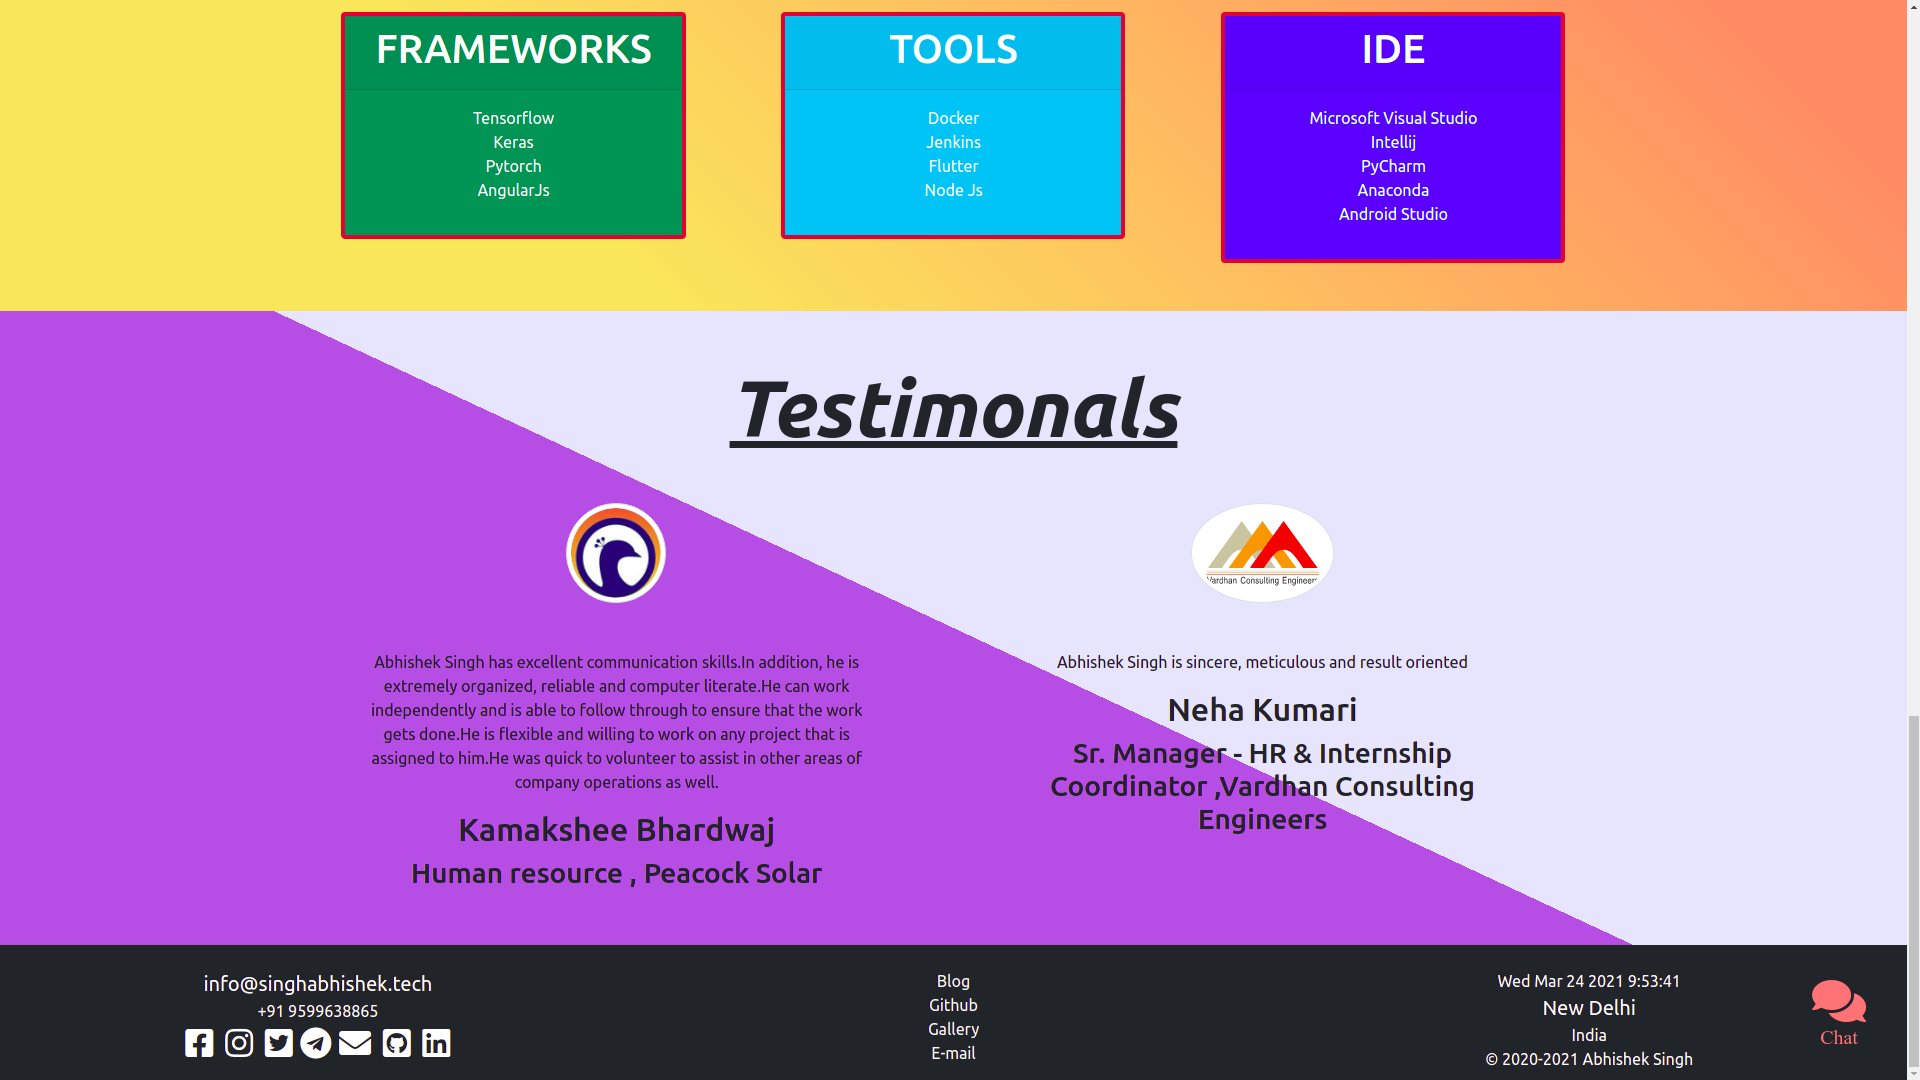 FRAMEWORKS
Tensorflow
Keras
Pytorch
AngularJs
TOOLS
Docker
Jenkins
Flutter
Node Js
IDE
Microsoft Visual Studio
Intellij
PyCharm
Anaconda
Android Studio
Testimonals
Abhishek Singh has excellent communication skills.In addition, he is
extremely organized, reliable and computer literate.He can work
independently and is able to follow through to ensure that the work
gets done.He is flexible and willing to work on any project that is
assigned to him.He was quick to volunteer to assist in other areas of
company operations as well.
Kamakshee Bhardwaj
Human resource , Peacock Solar
Vardhan Consulting Engineers
Abhishek Singh is sincere, meticulous and result oriented
Neha Kumari
Sr. Manager - HR & Internship
Coordinator ,Vardhan Consulting
Engineers
info@singhabhishek.tech
+91 9599638865
Blog
Github
Gallery
E-mail
Wed Mar 24 2021 9:53:41
New Delhi
India
© 2020-2021 Abhishek Singh
Chat